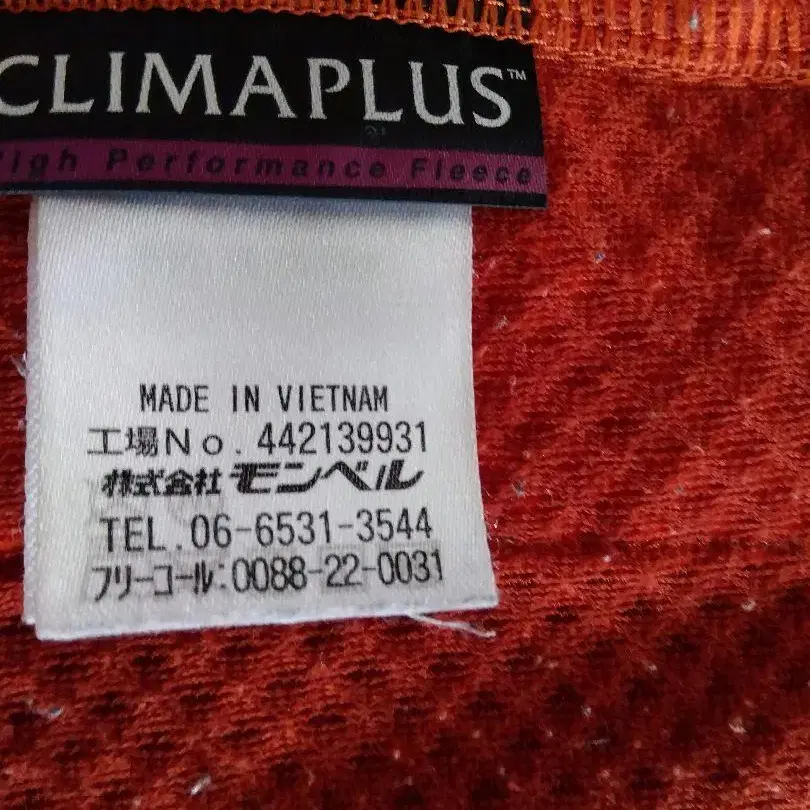 CLIMAPLUS™
High Performance Fleece
MADE IN VIETNAM
工場No. 442139931
株式会社モンベル
TEL.06-6531-3544
フリーコール:0088-22-0031